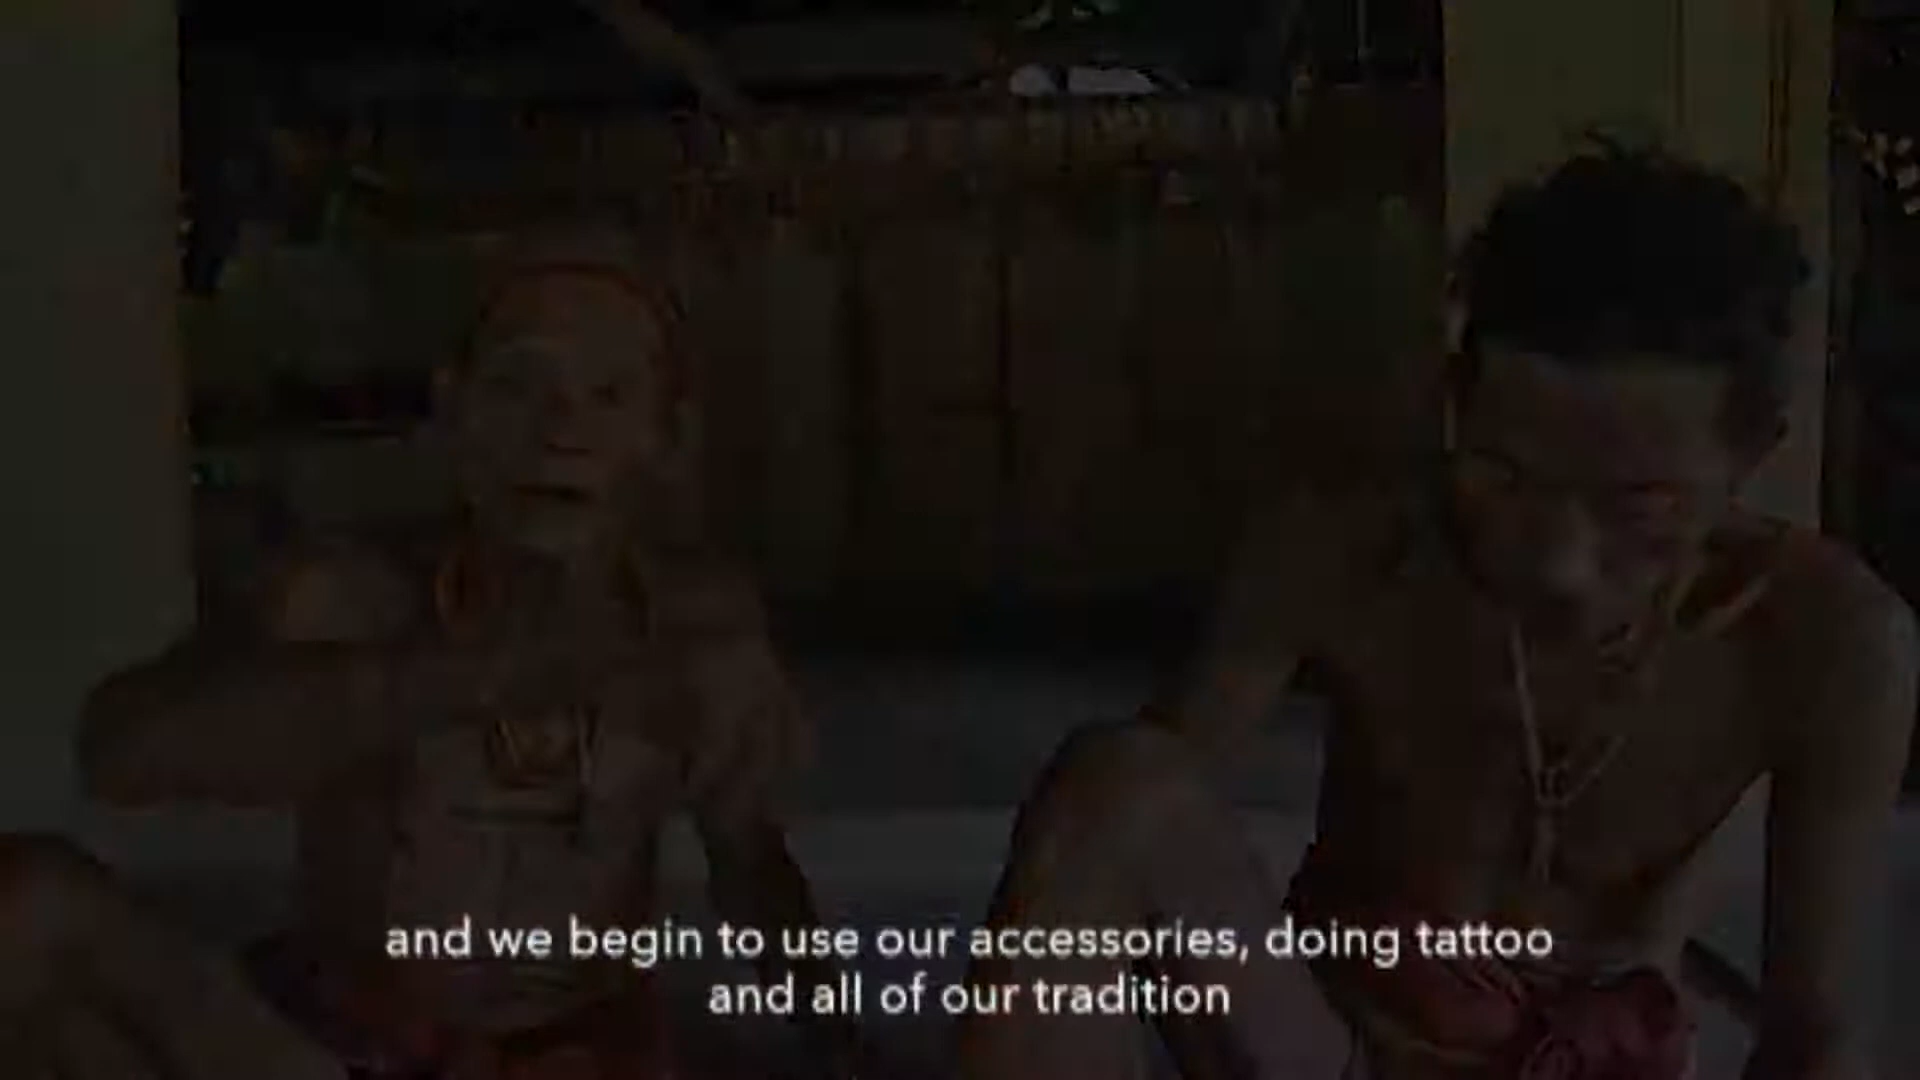 and we begin to use our accessories, doing tattoo
and all of our tradition